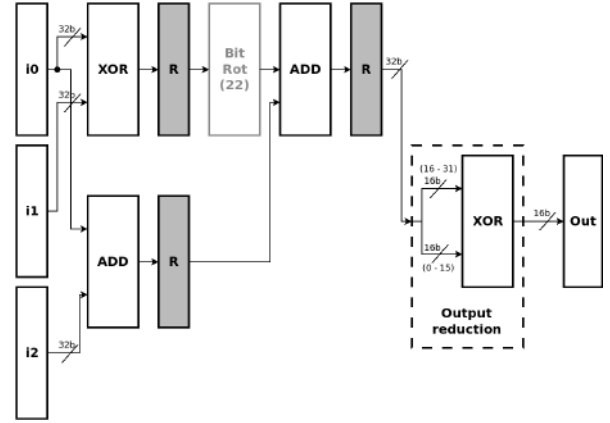 32b
i0
XOR
R
Bit
Rot
(22)
ADD
R
32b
32b
i1
(16 - 31)
16b
XOR
16b
Out
16b
(0 - 15)
ADD
R
Output
reduction
i2
32b